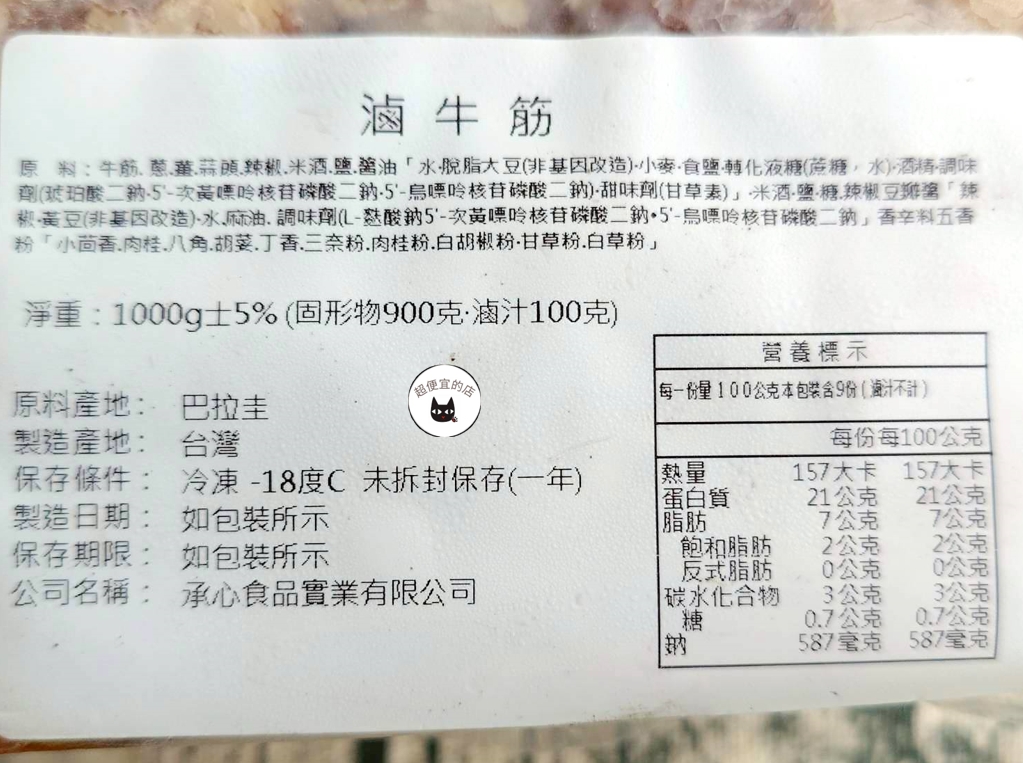 滷牛筋
原 料：牛筋.蔥.薑.蒜頭.辣椒.米酒.鹽.醬油「水·脫脂大豆(非基因改造)·小麥·食鹽·轉化液糖(蔗糖，水)·酒精·調味
劑(琥珀酸二鈉·5'-次黃嘌呤核苷磷酸二鈉·5'-鳥嘌呤核苷磷酸二鈉)·甜味劑(甘草素)」·米酒·鹽·糖.辣椒豆瓣醬「辣
椒·黃豆(非基因改造)·水.麻油. 調味劑(L-麩酸鈉5'-次黃嘌呤核苷磷酸二鈉·5'-鳥嘌呤核苷磷酸二鈉」香辛料五香
粉「小茴香.肉桂.八角.胡荽.丁香.三奈粉.肉桂粉.白胡椒粉·甘草粉.白草粉」
淨重：1000g±5% (固形物900克·滷汁100克)
超便宜的店
原料產地： 巴拉圭
製造產地： 台灣
保存條件： 冷凍 -18度C 未拆封保存(一年)
製造日期： 如包裝所示
保存期限： 如包裝所示
公司名稱： 承心食品實業有限公司
營養標示
每一份量100公克本包裝含9份(滷汁不計)
每份每100公克
熱量 157大卡 157大卡
蛋白質 21公克 21公克
脂肪 7公克 7公克
飽和脂肪 2公克 2公克
反式脂肪 0公克 0公克
碳水化合物 3公克 3公克
糖 0.7公克 0.7公克
鈉 587毫克 587毫克